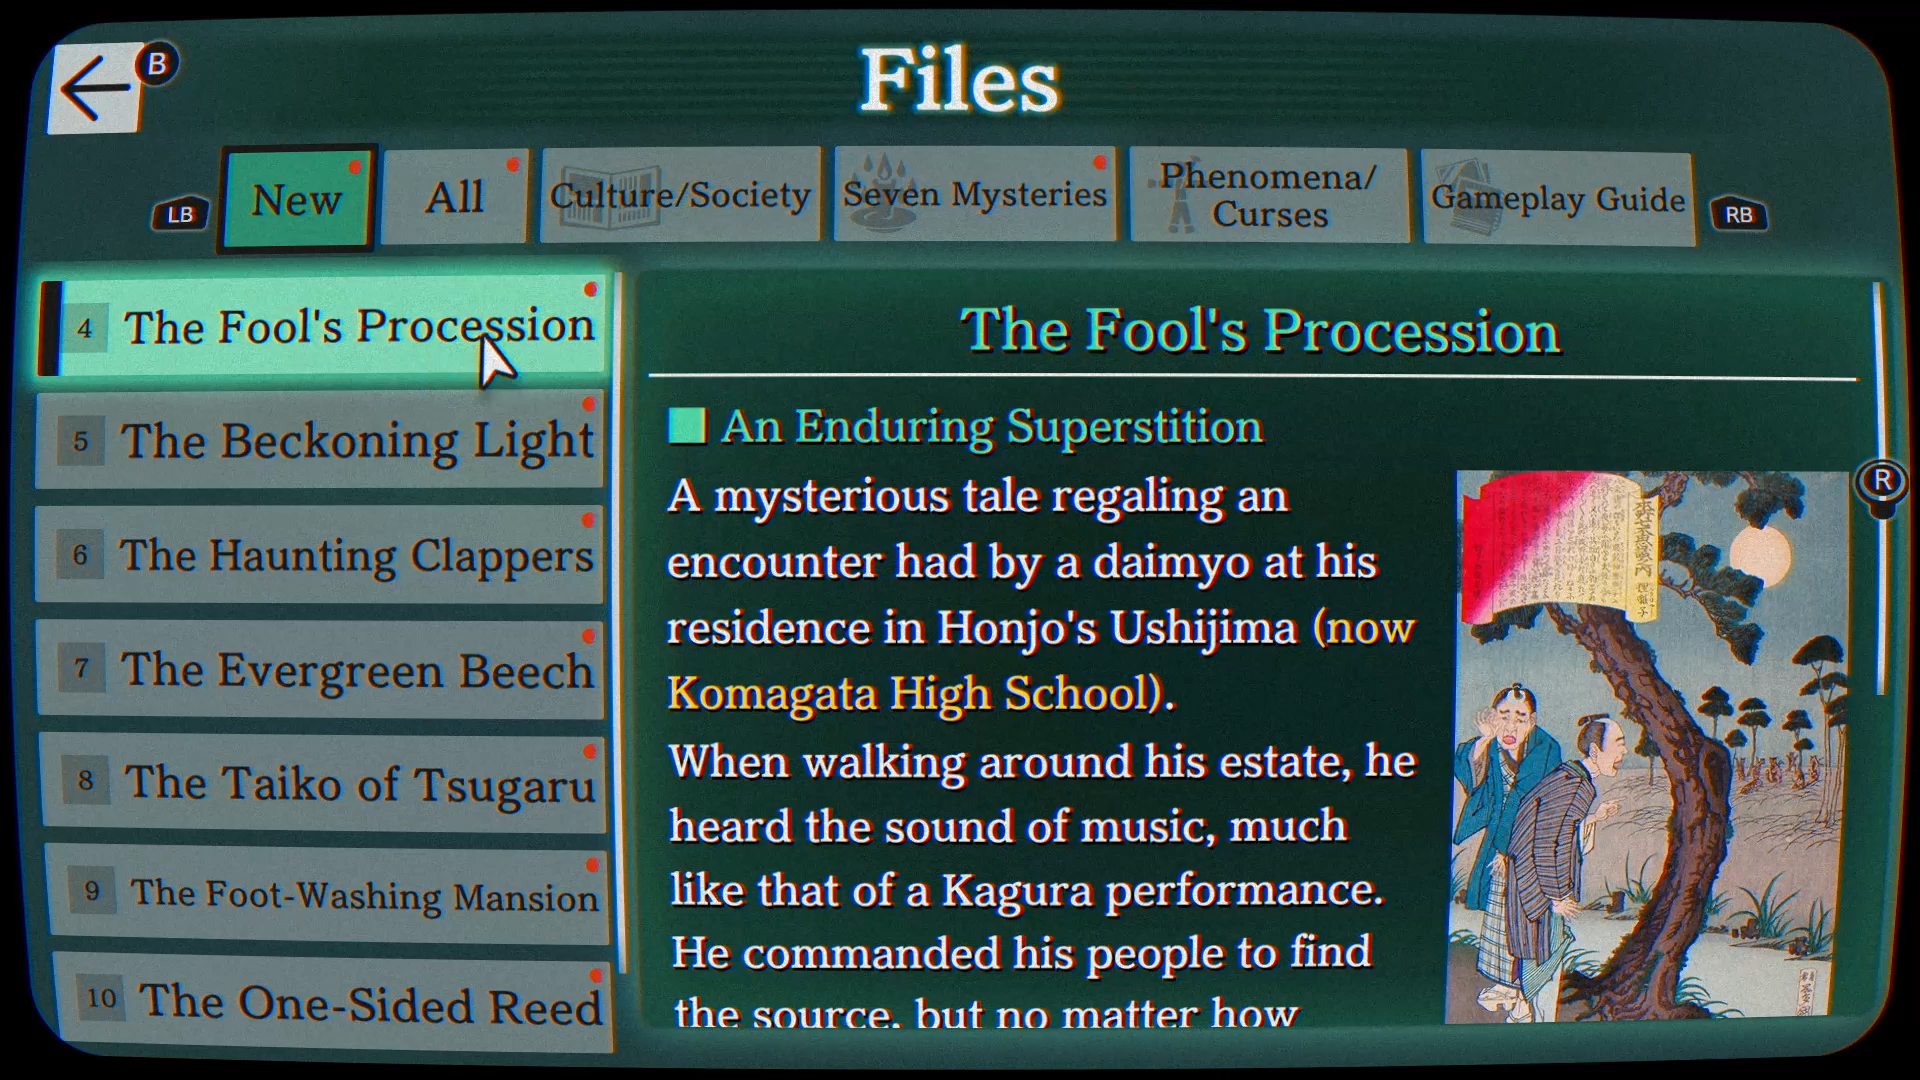 B
Files
LB
New
All
Culture/Society
Seven Mysteries
Phenomena/
Curses
Gameplay Guide
RB
4 The Fool's Procession
5 The Beckoning Light
6 The Haunting Clappers
7 The Evergreen Beech
8 The Taiko of Tsugaru
9 The Foot-Washing Mansion
10 The One-Sided Reed
The Fool's Procession
An Enduring Superstition
A mysterious tale regaling an
encounter had by a daimyo at his
residence in Honjo's Ushijima (now
Komagata High School).
When walking around his estate, he
heard the sound of music, much
like that of a Kagura performance.
He commanded his people to find
the source, but no matter how
R